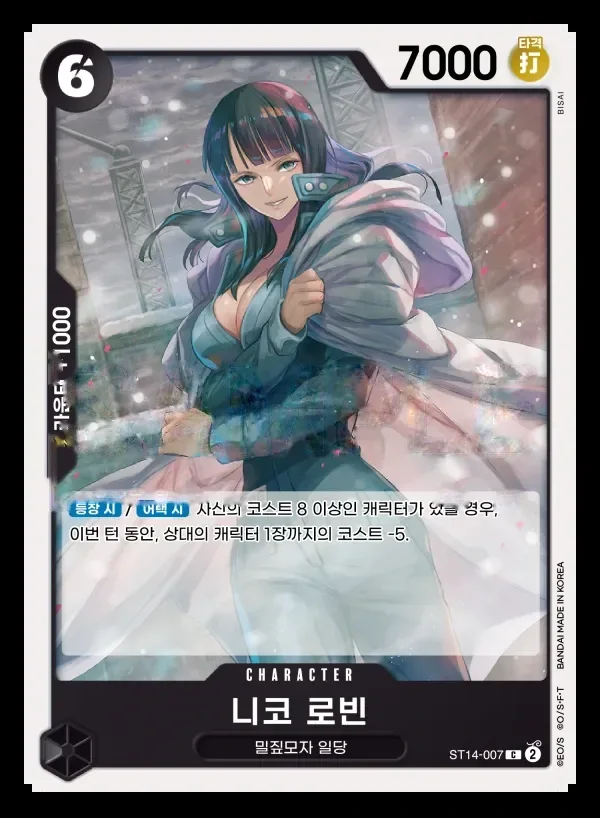 6
7000
타격
打
BISAI
카운터 +1000
등장 시 / 어택 시 자신의 코스트 8 이상인 캐릭터가 있을 경우,
이번 턴 동안, 상대의 캐릭터 1장까지의 코스트 -5.
CHARACTER
니코 로빈
밀짚모자 일당
ST14-007 C 2
©EO/S ©O/S·F·T BANDAI MADE IN KOREA